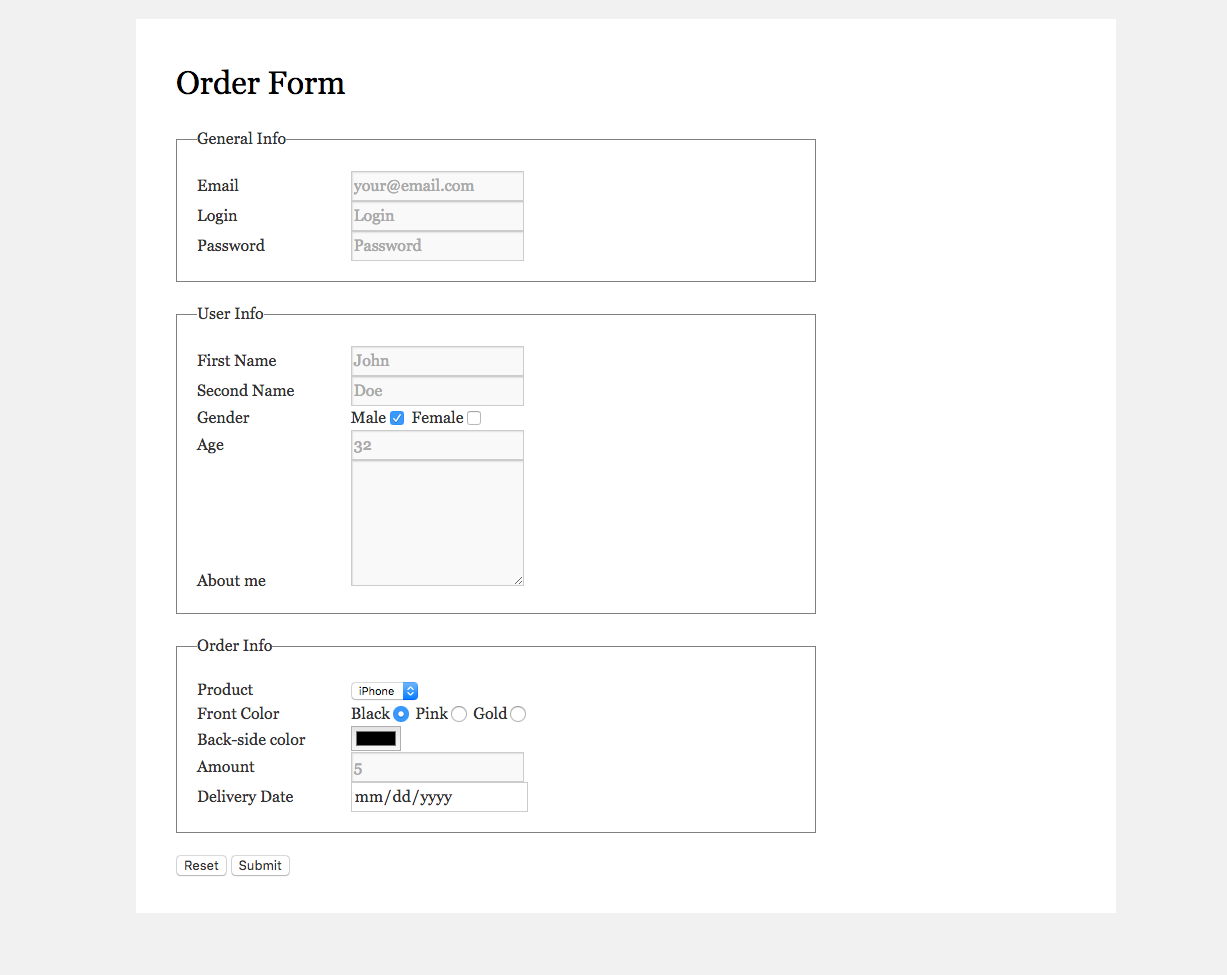 Order Form
General Info
Email your@email.com
Login Login
Password Password
User Info
First Name John
Second Name Doe
Gender Male Female
Age 32
About me
Order Info
Product iPhone
Front Color Black Pink Gold
Back-side color
Amount 5
Delivery Date mm/dd/yyyy
Reset Submit